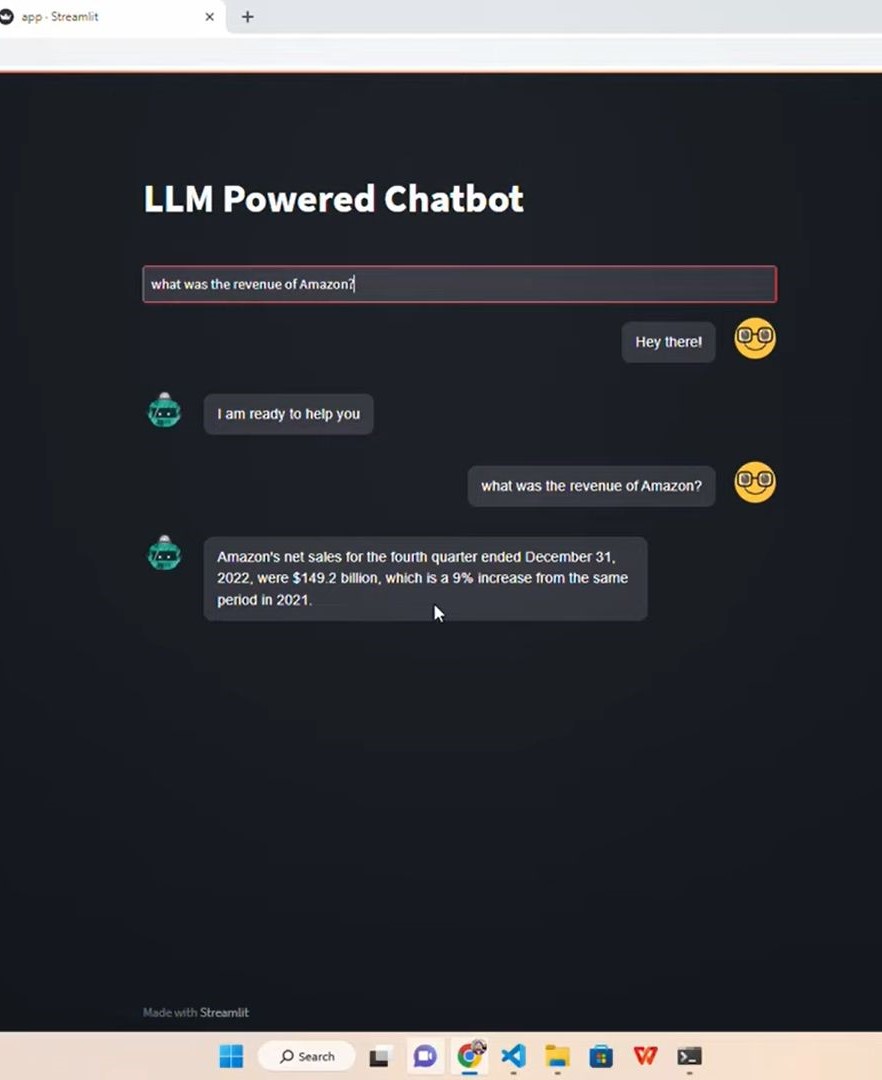 app · Streamlit
LLM Powered Chatbot
what was the revenue of Amazon?
Hey there!
I am ready to help you
what was the revenue of Amazon?
Amazon's net sales for the fourth quarter ended December 31,
2022, were $149.2 billion, which is a 9% increase from the same
period in 2021.
Made with Streamlit
Search